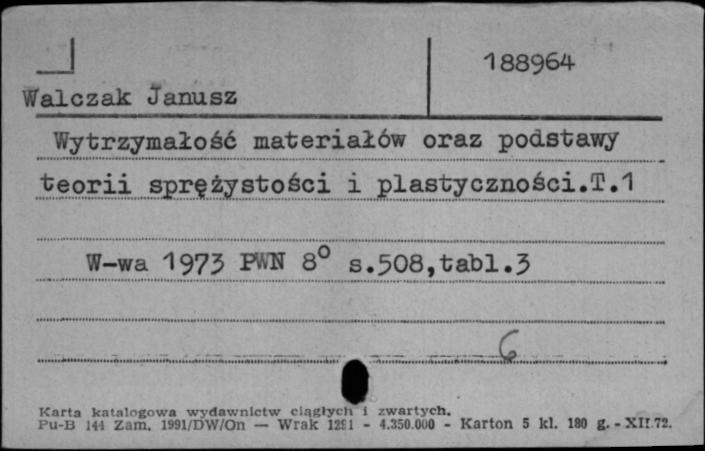 188964
Walczak Janusz
Wytrzymałość materiałów oraz podstawy
teorii sprężystości i plastyczności.T.1
W-wa 1973 PWN 8° s.508,tabl.3
6
Karta katalogowa wydawnictw ciągłych i zwartych.
Pu-B 144 Zam. 1991/DW/On — Wrak 1291 - 4.350.000 - Karton 5 kl. 180 g. - XII.72.